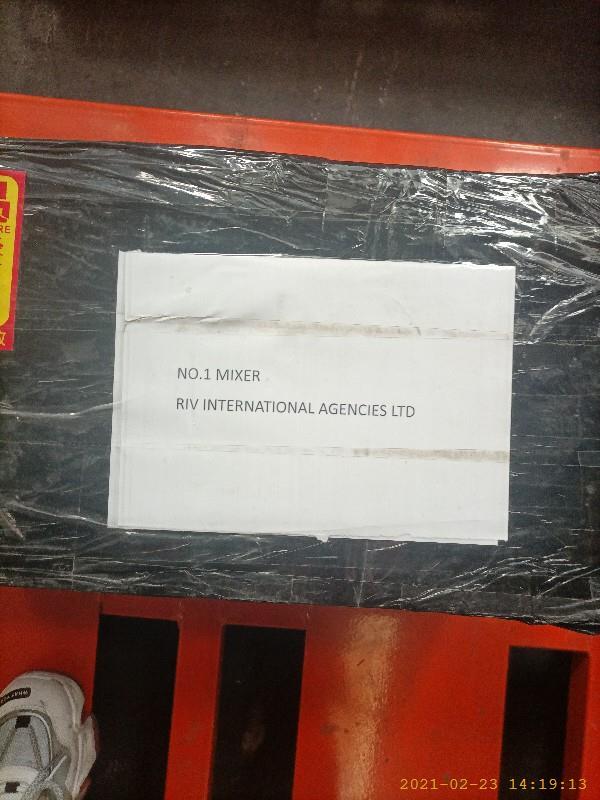 NO.1 MIXER
RIV INTERNATIONAL AGENCIES LTD
2021-02-23 14:19:13